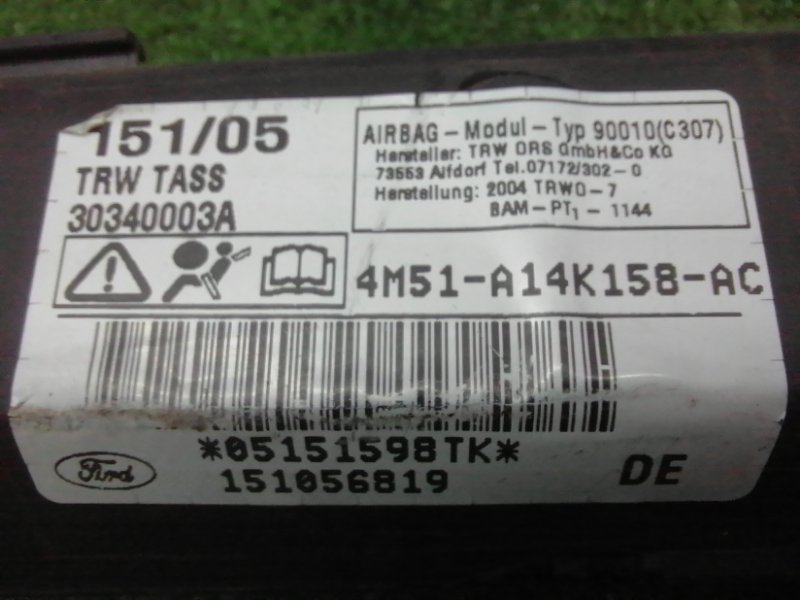 151/05
TRW TASS
30340003A
AIRBAG-Modul-Typ 90010(C307)
Hersteller: TRW ORS GmbH&Co KG
73553 Alfdorf Tel.07172/302-0
Herstellung: 2004 TRWO-7
BAM-PT1-1144
4M51-A14K158-AC
*05151598TK*
151056819
Ford
DE